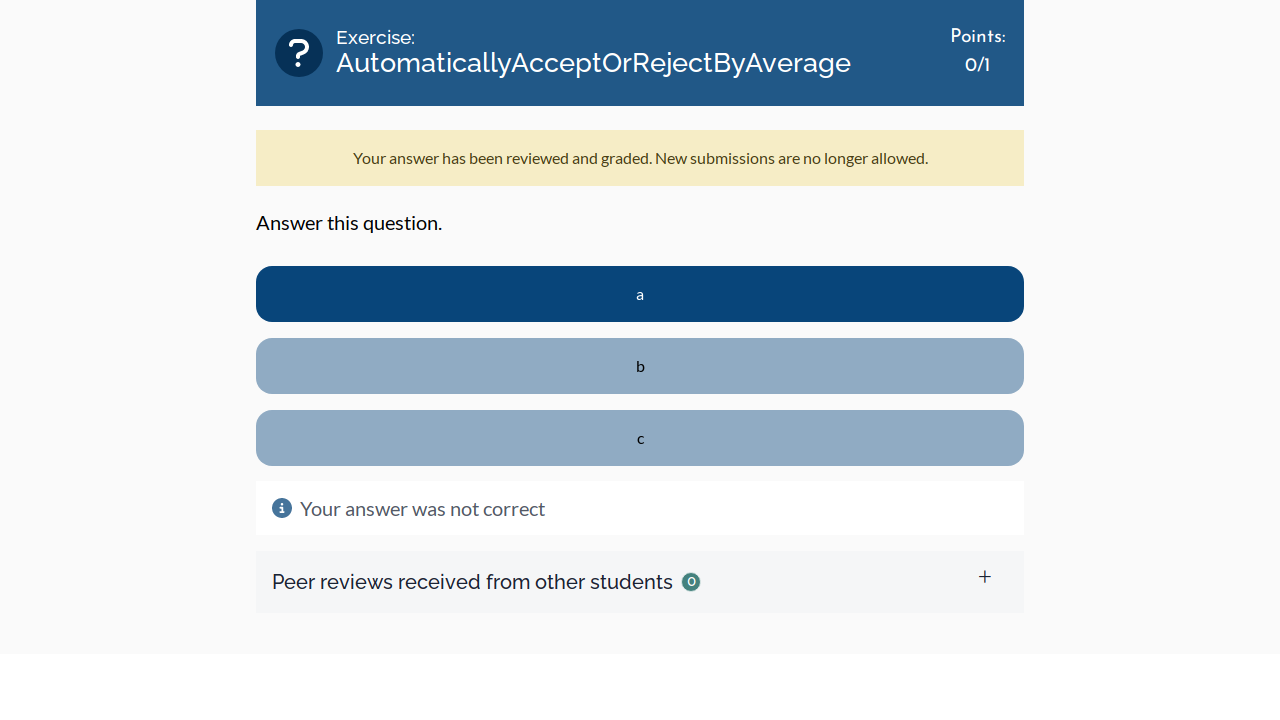 Exercise:
AutomaticallyAcceptOrRejectByAverage
Points:
0/1
Your answer has been reviewed and graded. New submissions are no longer allowed.
Answer this question.
a
b
c
Your answer was not correct
Peer reviews received from other students 0